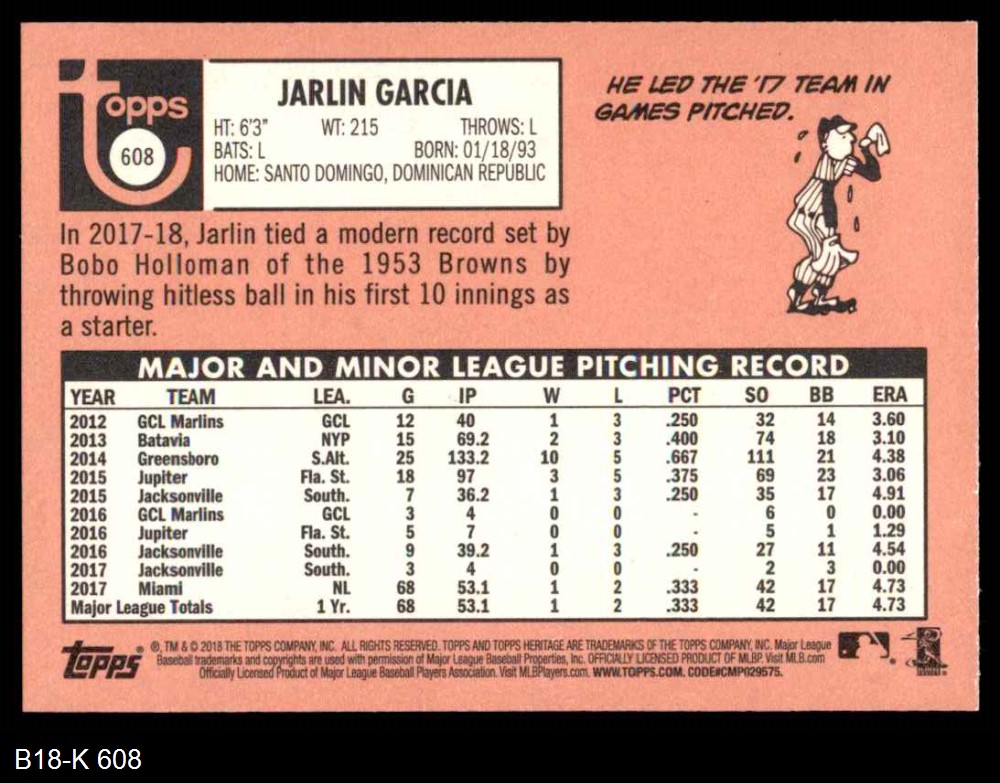 topps
608
JARLIN GARCIA
HT: 6'3" WT: 215 THROWS: L
BATS: L BORN: 01/18/93
HOME: SANTO DOMINGO, DOMINICAN REPUBLIC
HE LED THE '17 TEAM IN
GAMES PITCHED.
In 2017-18, Jarlin tied a modern record set by
Bobo Holloman of the 1953 Browns by
throwing hitless ball in his first 10 innings as
a starter.
MAJOR AND MINOR LEAGUE PITCHING RECORD
YEAR TEAM LEA. G IP W L PCT SO BB ERA
2012 GCL Marlins GCL 12 40 1 3 .250 32 14 3.60
2013 Batavia NYP 15 69.2 2 3 .400 74 18 3.10
2014 Greensboro S.Alt. 25 133.2 10 5 .667 111 21 4.38
2015 Jupiter Fla. St. 18 97 3 5 .375 69 23 3.06
2015 Jacksonville South. 7 36.2 1 3 .250 35 17 4.91
2016 GCL Marlins GCL 3 4 0 0 - 6 0 0.00
2016 Jupiter Fla. St. 5 7 0 0 - 5 1 1.29
2016 Jacksonville South. 9 39.2 1 3 .250 27 11 4.54
2017 Jacksonville South. 3 4 0 0 - 2 3 0.00
2017 Miami NL 68 53.1 1 2 .333 42 17 4.73
Major League Totals 1 Yr. 68 53.1 1 2 .333 42 17 4.73
topps
®, TM & © 2018 THE TOPPS COMPANY, INC. ALL RIGHTS RESERVED. TOPPS AND TOPPS HERITAGE ARE TRADEMARKS OF THE TOPPS COMPANY, INC. Major League
Baseball trademarks and copyrights are used with permission of Major League Baseball Properties, Inc. OFFICIALLY LICENSED PRODUCT OF MLBP. Visit MLB.com
Officially Licensed Product of Major League Baseball Players Association. Visit MLBPlayers.com. WWW.TOPPS.COM. CODE#CMP029575.
B18-K 608